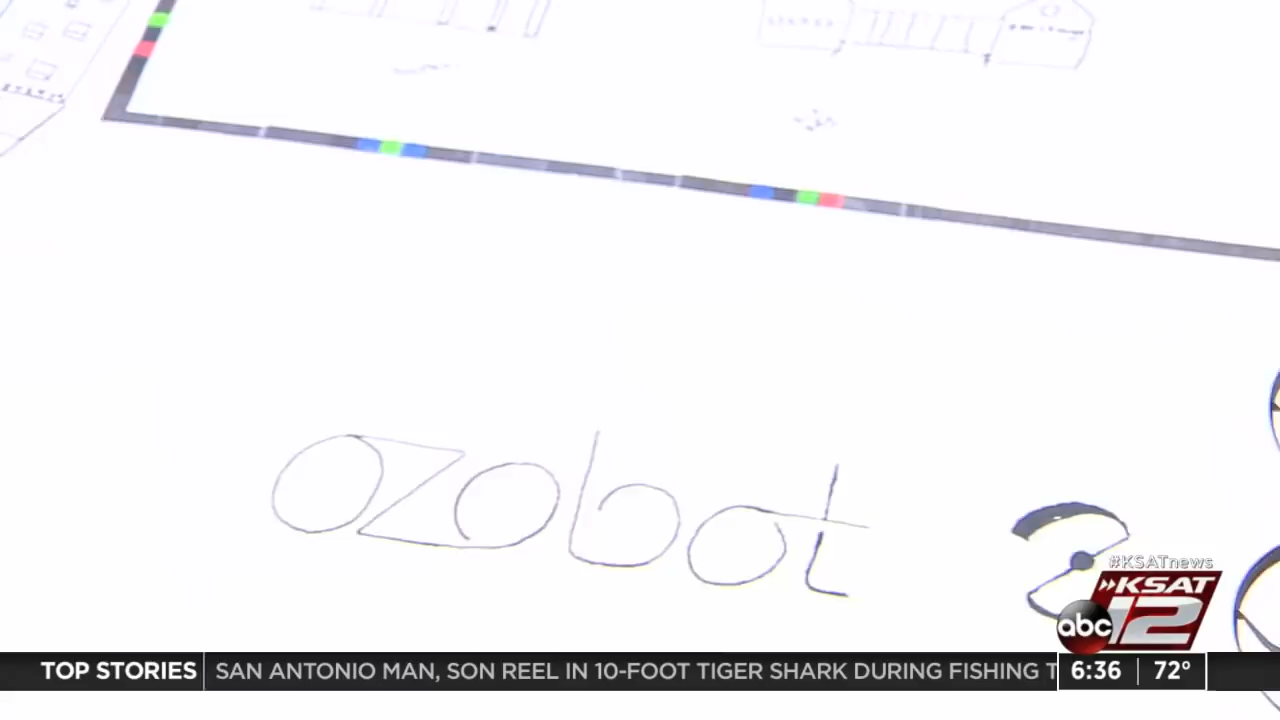 ozobot
#KSATnews
KSAT
abc 12
TOP STORIES SAN ANTONIO MAN, SON REEL IN 10-FOOT TIGER SHARK DURING FISHING T 6:36 72°